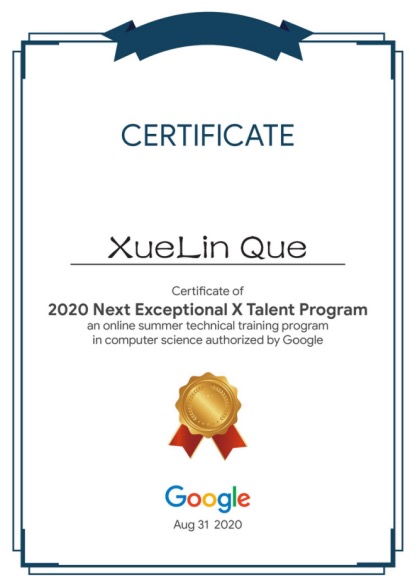 CERTIFICATE
XueLin Que
Certificate of
2020 Next Exceptional X Talent Program
an online summer technical training program
in computer science authorized by Google
Google
Aug 31 2020